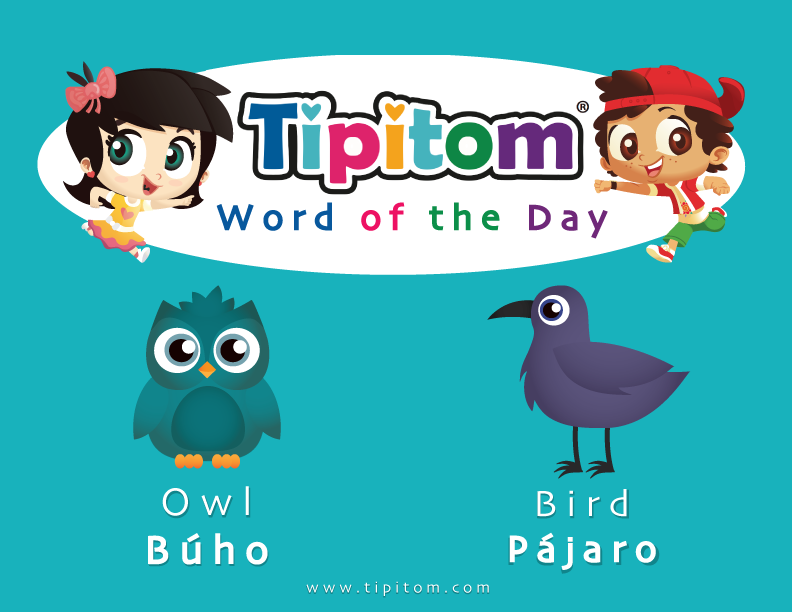 Tipitom®
Word of the Day
Owl
Búho
Bird
Pájaro
www.tipitom.com